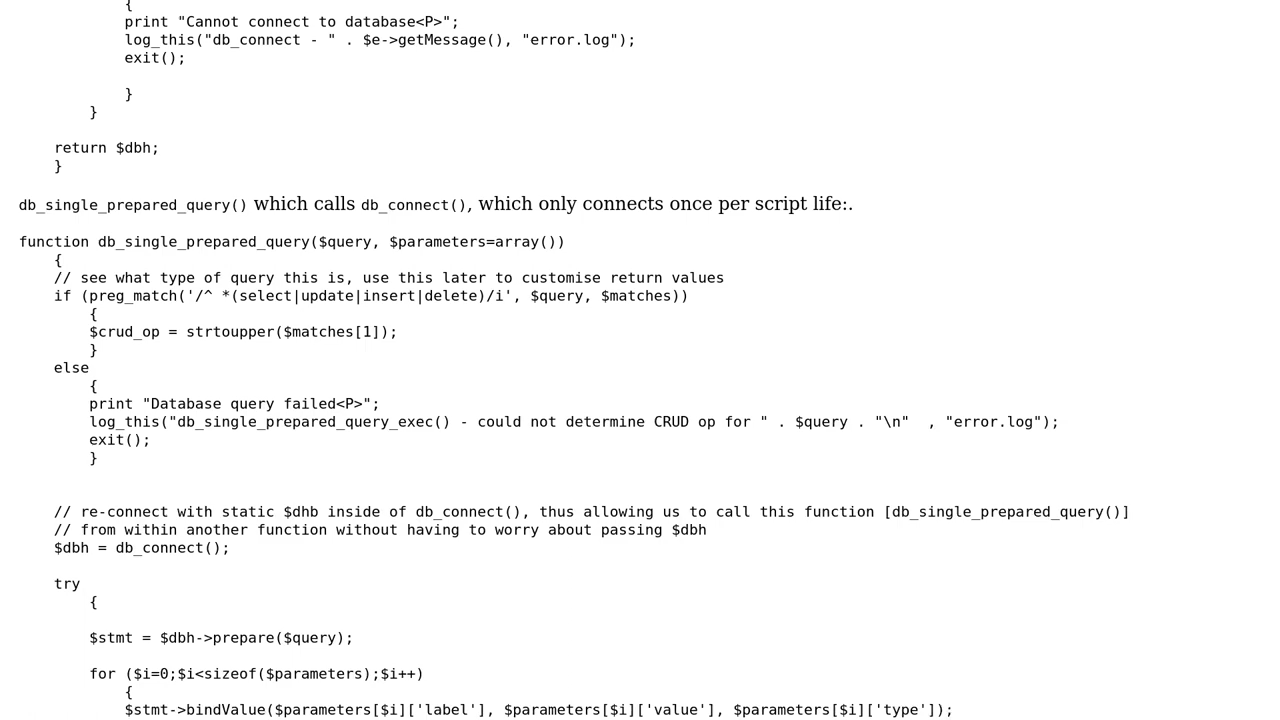 {
            print "Cannot connect to database<P>";
            log_this("db_connect - " . $e->getMessage(), "error.log");
            exit();
            }
        }
    return $dbh;
    }
db_single_prepared_query() which calls db_connect(), which only connects once per script life:.
function db_single_prepared_query($query, $parameters=array())
    {
    // see what type of query this is, use this later to customise return values
    if (preg_match('/^ *(select|update|insert|delete)/i', $query, $matches))
        {
        $crud_op = strtoupper($matches[1]);
        }
    else
        {
        print "Database query failed<P>";
        log_this("db_single_prepared_query_exec() - could not determine CRUD op for " . $query . "\n"  , "error.log");
        exit();
        }
    // re-connect with static $dhb inside of db_connect(), thus allowing us to call this function [db_single_prepared_query()]
    // from within another function without having to worry about passing $dbh
    $dbh = db_connect();
    try
        {
        $stmt = $dbh->prepare($query);
        for ($i=0;$i<sizeof($parameters);$i++)
            {
            $stmt->bindValue($parameters[$i]['label'], $parameters[$i]['value'], $parameters[$i]['type']);